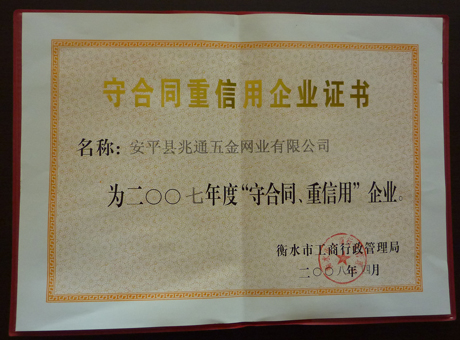 守合同重信用企业证书
名称：安平县兆通五金网业有限公司
为二〇〇七年度“守合同、重信用”企业。
衡水市工商行政管理局
二〇〇八年四月